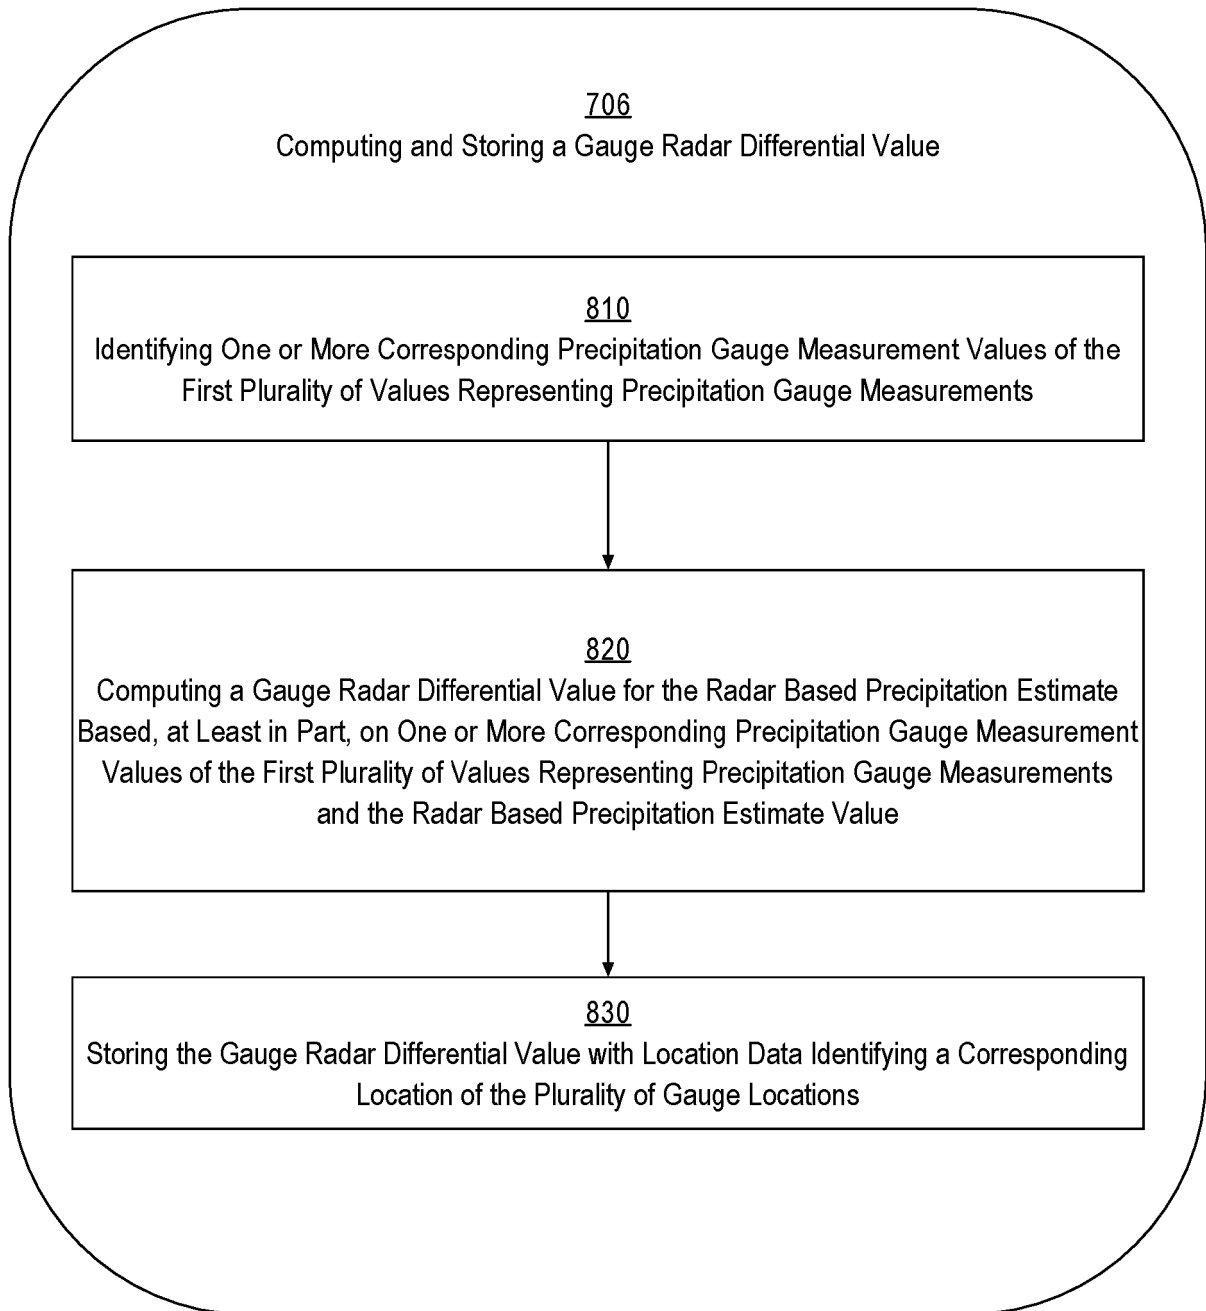 706
Computing and Storing a Gauge Radar Differential Value
810
Identifying One or More Corresponding Precipitation Gauge Measurement Values of the
First Plurality of Values Representing Precipitation Gauge Measurements
820
Computing a Gauge Radar Differential Value for the Radar Based Precipitation Estimate
Based, at Least in Part, on One or More Corresponding Precipitation Gauge Measurement
Values of the First Plurality of Values Representing Precipitation Gauge Measurements
and the Radar Based Precipitation Estimate Value
830
Storing the Gauge Radar Differential Value with Location Data Identifying a Corresponding
Location of the Plurality of Gauge Locations